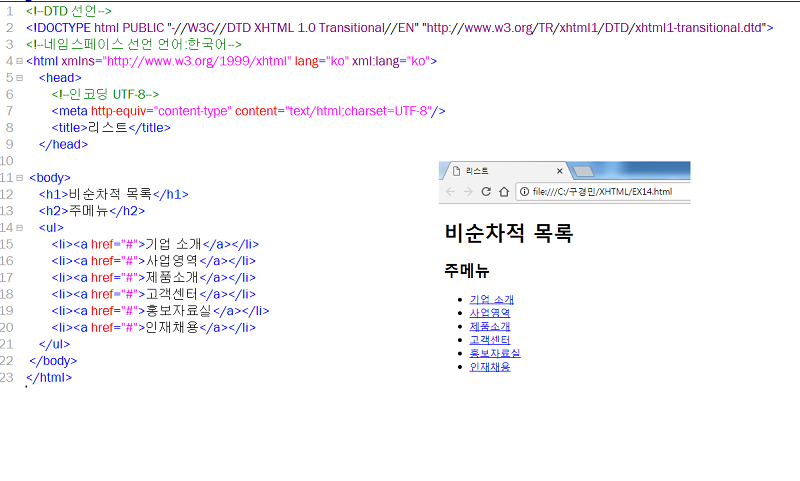 1 <!--DTD 선언-->
2 <!DOCTYPE html PUBLIC "-//W3C//DTD XHTML 1.0 Transitional//EN" "http://www.w3.org/TR/xhtml1/DTD/xhtml1-transitional.dtd">
3 <!--네임스페이스 선언 언어:한국어-->
4 <html xmlns="http://www.w3.org/1999/xhtml" lang="ko" xml:lang="ko">
5 <head>
6 <!--인코딩 UTF-8-->
7 <meta http-equiv="content-type" content="text/html;charset=UTF-8"/>
8 <title>리스트</title>
9 </head>
10
11 <body>
12 <h1>비순차적 목록</h1>
13 <h2>주메뉴</h2>
14 <ul>
15 <li><a href="#">기업 소개</a></li>
16 <li><a href="#">사업영역</a></li>
17 <li><a href="#">제품소개</a></li>
18 <li><a href="#">고객센터</a></li>
19 <li><a href="#">홍보자료실</a></li>
20 <li><a href="#">인재채용</a></li>
21 </ul>
22 </body>
23 </html>
리스트
file:///C:/구경민/XHTML/EX14.html
비순차적 목록
주메뉴
기업 소개
사업영역
제품소개
고객센터
홍보자료실
인재채용